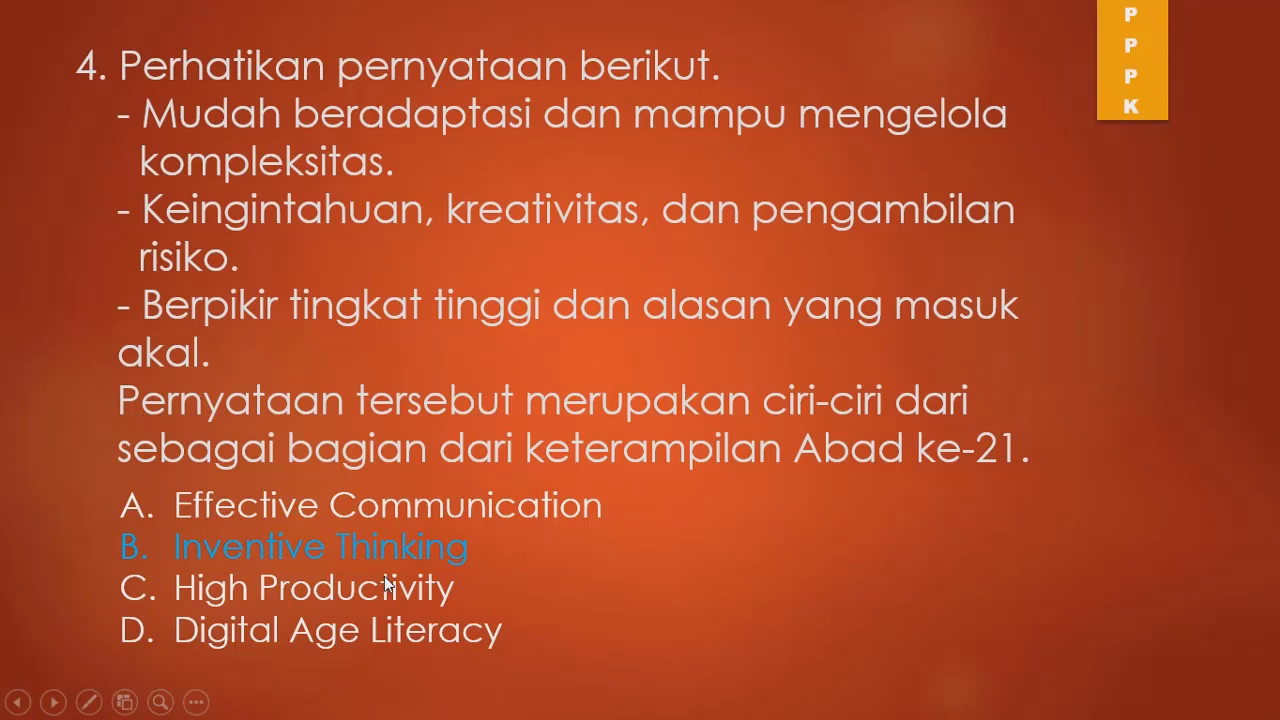 P
P
P
K
4. Perhatikan pernyataan berikut.
- Mudah beradaptasi dan mampu mengelola
kompleksitas.
- Keingintahuan, kreativitas, dan pengambilan
risiko.
- Berpikir tingkat tinggi dan alasan yang masuk
akal.
Pernyataan tersebut merupakan ciri-ciri dari
sebagai bagian dari keterampilan Abad ke-21.
A. Effective Communication
B. Inventive Thinking
C. High Productivity
D. Digital Age Literacy